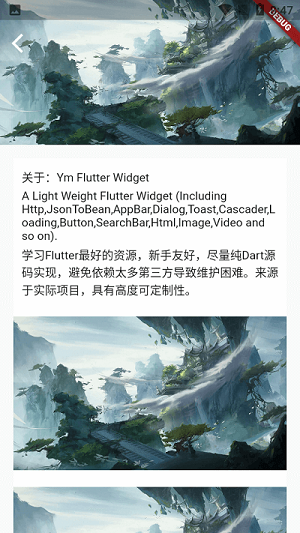 DEBUG
关于：Ym Flutter Widget
A Light Weight Flutter Widget (Including
Http,JsonToBean,AppBar,Dialog,Toast,Cascader,L
oading,Button,SearchBar,Html,Image,Video and
so on).
学习Flutter最好的资源，新手友好，尽量纯Dart源
码实现，避免依赖太多第三方导致维护困难。来源
于实际项目，具有高度可定制性。